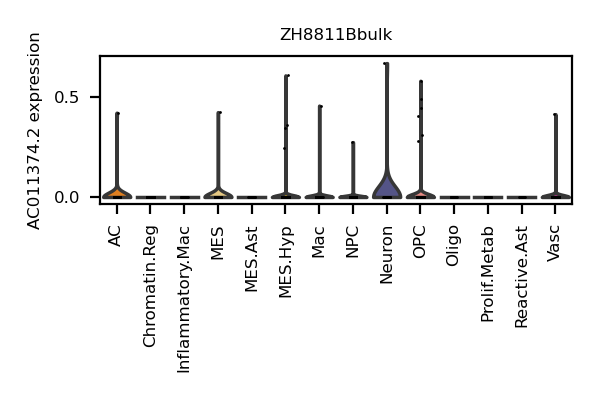 ZH8811Bbulk
AC011374.2 expression
0.5
0.0
AC
Chromatin.Reg
Inflammatory.Mac
MES
MES.Ast
MES.Hyp
Mac
NPC
Neuron
OPC
Oligo
Prolif.Metab
Reactive.Ast
Vasc